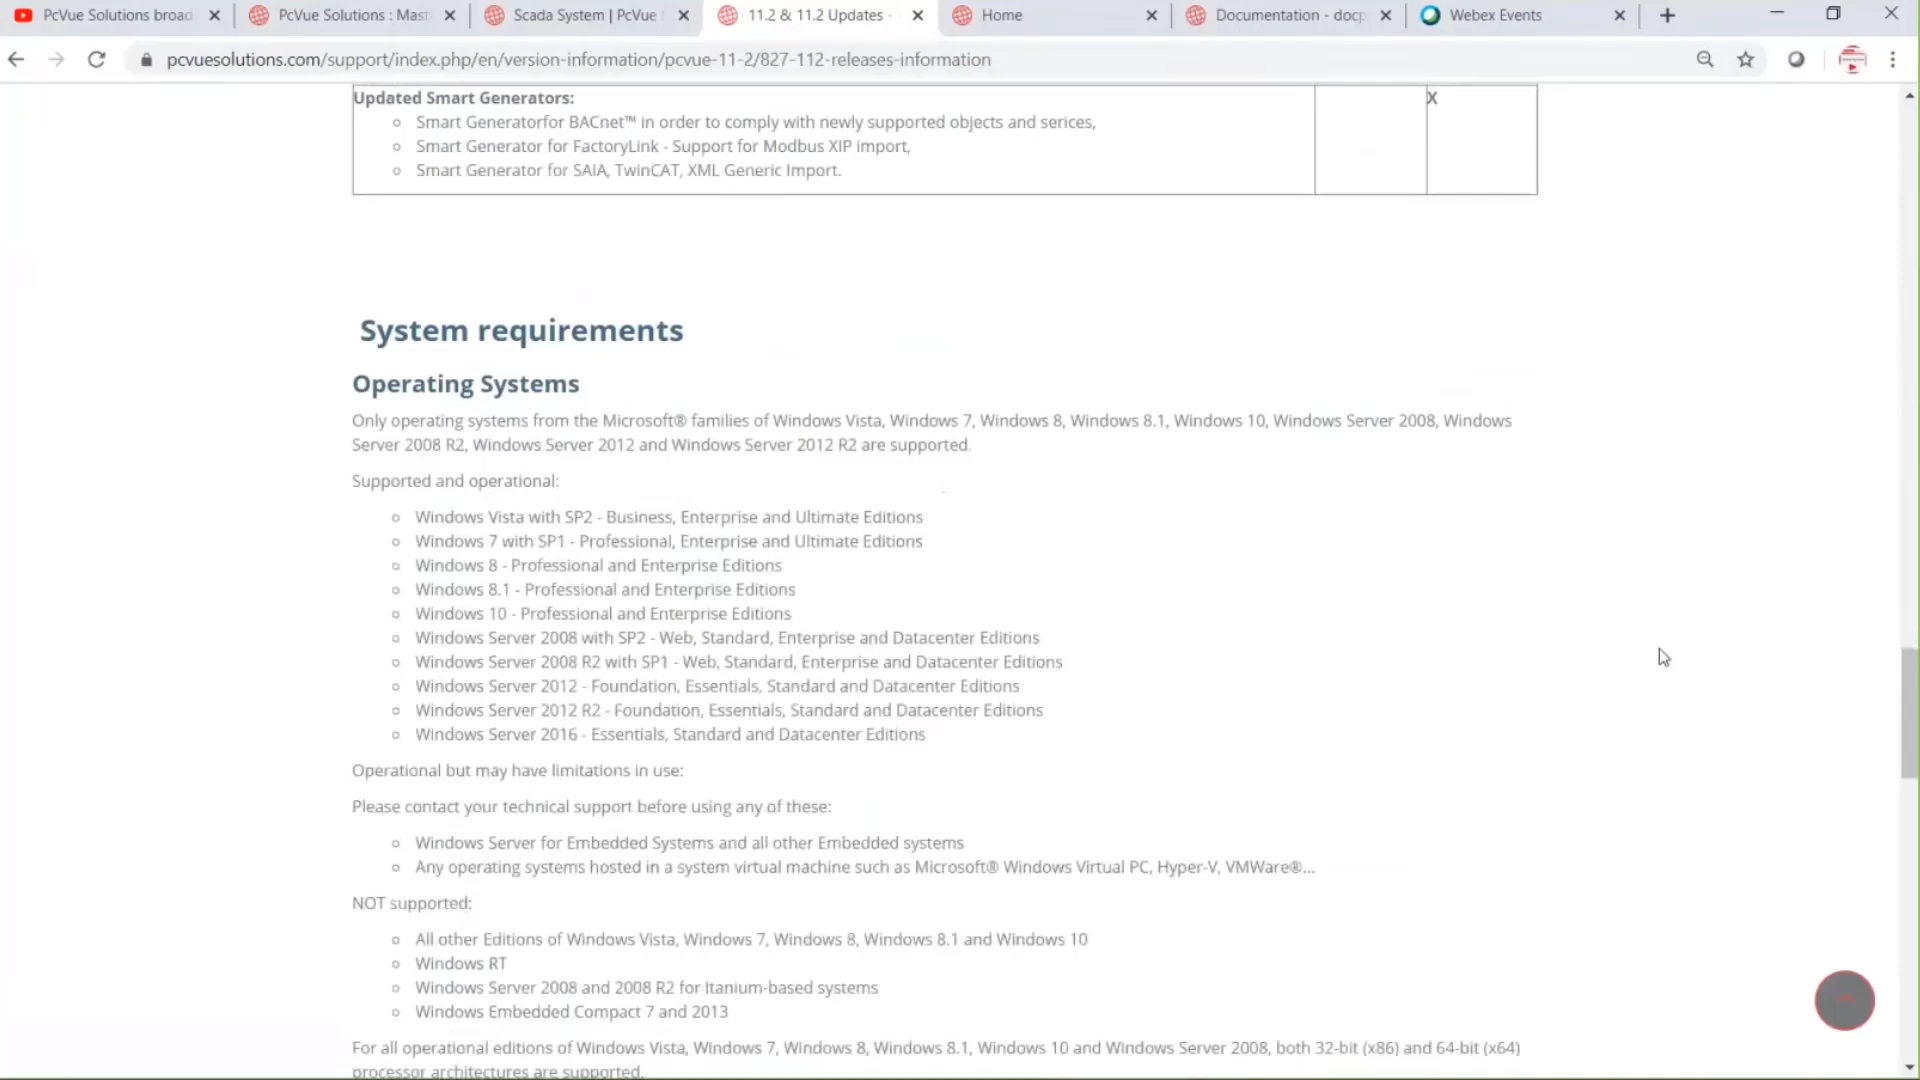 PcVue Solutions broad
PcVue Solutions : Mast
Scada System | PcVue
11.2 & 11.2 Updates -
Home
Documentation - docp
Webex Events
pcvuesolutions.com/support/index.php/en/version-information/pcvue-11-2/827-112-releases-information
Updated Smart Generators:
X
Smart Generatorfor BACnet™ in order to comply with newly supported objects and serices,
Smart Generator for FactoryLink - Support for Modbus XIP import,
Smart Generator for SAIA, TwinCAT, XML Generic Import.
System requirements
Operating Systems
Only operating systems from the Microsoft® families of Windows Vista, Windows 7, Windows 8, Windows 8.1, Windows 10, Windows Server 2008, Windows
Server 2008 R2, Windows Server 2012 and Windows Server 2012 R2 are supported.
Supported and operational:
Windows Vista with SP2 - Business, Enterprise and Ultimate Editions
Windows 7 with SP1 - Professional, Enterprise and Ultimate Editions
Windows 8 - Professional and Enterprise Editions
Windows 8.1 - Professional and Enterprise Editions
Windows 10 - Professional and Enterprise Editions
Windows Server 2008 with SP2 - Web, Standard, Enterprise and Datacenter Editions
Windows Server 2008 R2 with SP1 - Web, Standard, Enterprise and Datacenter Editions
Windows Server 2012 - Foundation, Essentials, Standard and Datacenter Editions
Windows Server 2012 R2 - Foundation, Essentials, Standard and Datacenter Editions
Windows Server 2016 - Essentials, Standard and Datacenter Editions
Operational but may have limitations in use:
Please contact your technical support before using any of these:
Windows Server for Embedded Systems and all other Embedded systems
Any operating systems hosted in a system virtual machine such as Microsoft® Windows Virtual PC, Hyper-V, VMWare®...
NOT supported:
All other Editions of Windows Vista, Windows 7, Windows 8, Windows 8.1 and Windows 10
Windows RT
Windows Server 2008 and 2008 R2 for Itanium-based systems
Windows Embedded Compact 7 and 2013
For all operational editions of Windows Vista, Windows 7, Windows 8, Windows 8.1, Windows 10 and Windows Server 2008, both 32-bit (x86) and 64-bit (x64)
processor architectures are supported.